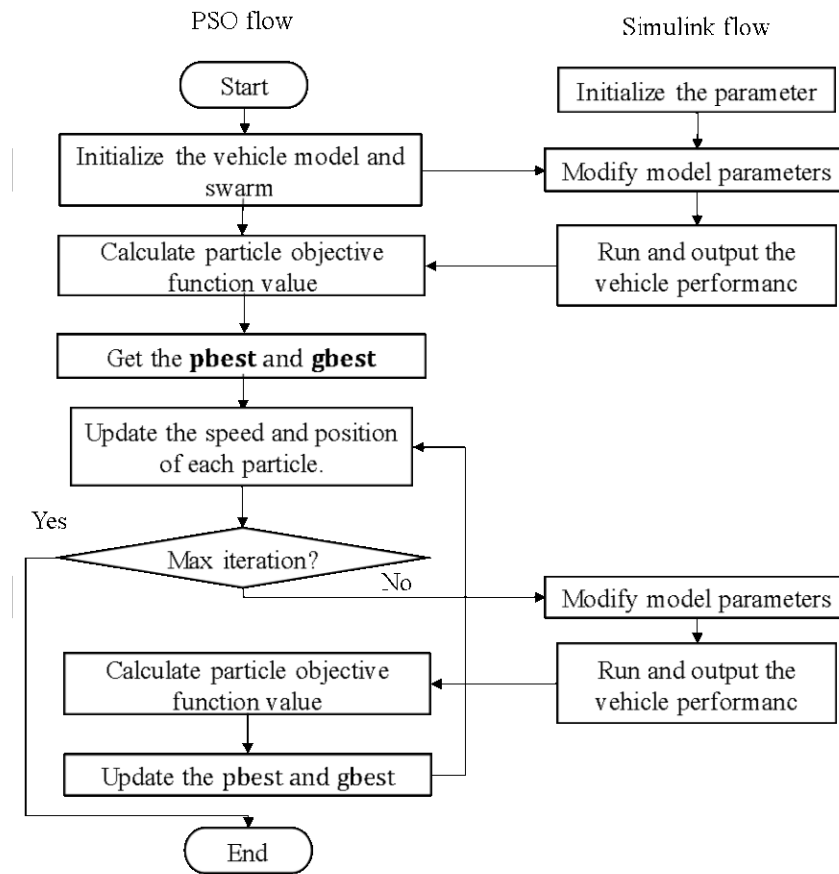 PSO flow
Simulink flow
Start
Initialize the parameter
Initialize the vehicle model and
swarm
Modify model parameters
Calculate particle objective
function value
Run and output the
vehicle performanc
Get the pbest and gbest
Update the speed and position
of each particle.
Yes
Max iteration?
No
Modify model parameters
Calculate particle objective
function value
Run and output the
vehicle performanc
Update the pbest and gbest
End